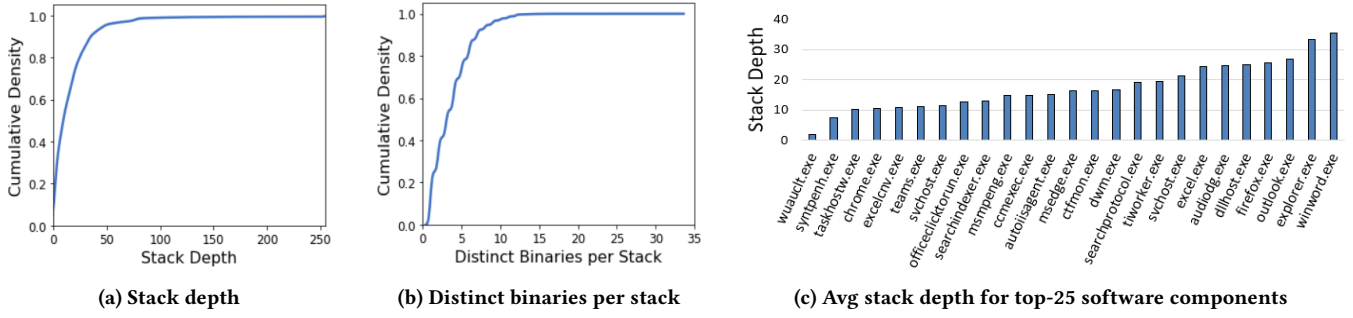 Cumulative Density
1.0
0.8
0.6
0.4
0.2
0.0
0 50 100 150 200 250
Stack Depth
(a) Stack depth
Cumulative Density
1.0
0.8
0.6
0.4
0.2
0.0
0 5 10 15 20 25 30 35
Distinct Binaries per Stack
(b) Distinct binaries per stack
Stack Depth
40
30
20
10
0
wuauclt.exe
syntpenh.exe
taskhostw.exe
chrome.exe
excelcnv.exe
teams.exe
svchost.exe
officeclicktorun.exe
searchindexer.exe
msmpeng.exe
ccmexec.exe
autoiisagent.exe
msedge.exe
ctfmon.exe
dwm.exe
searchprotocol.exe
tiworker.exe
svchost.exe
excel.exe
audiodg.exe
dllhost.exe
firefox.exe
outlook.exe
explorer.exe
winword.exe
(c) Avg stack depth for top-25 software components